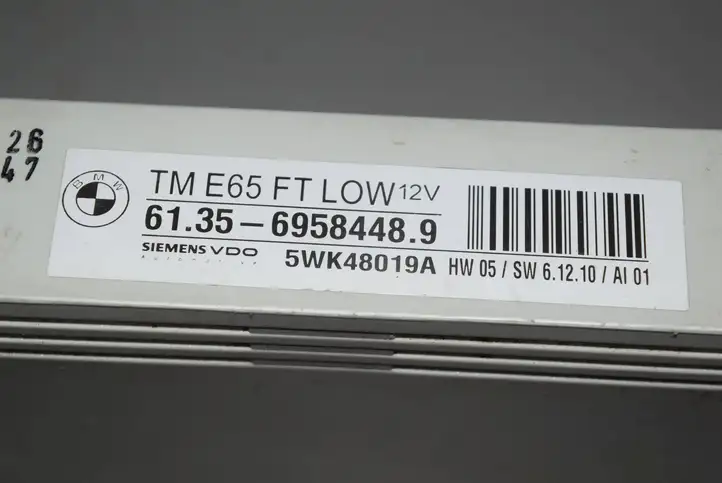 26
47
BMW
TM E65 FT LOW 12V
61.35 - 6958448.9
SIEMENS VDO
Automotive
5WK48019A HW 05 / SW 6.12.10 / AI 01